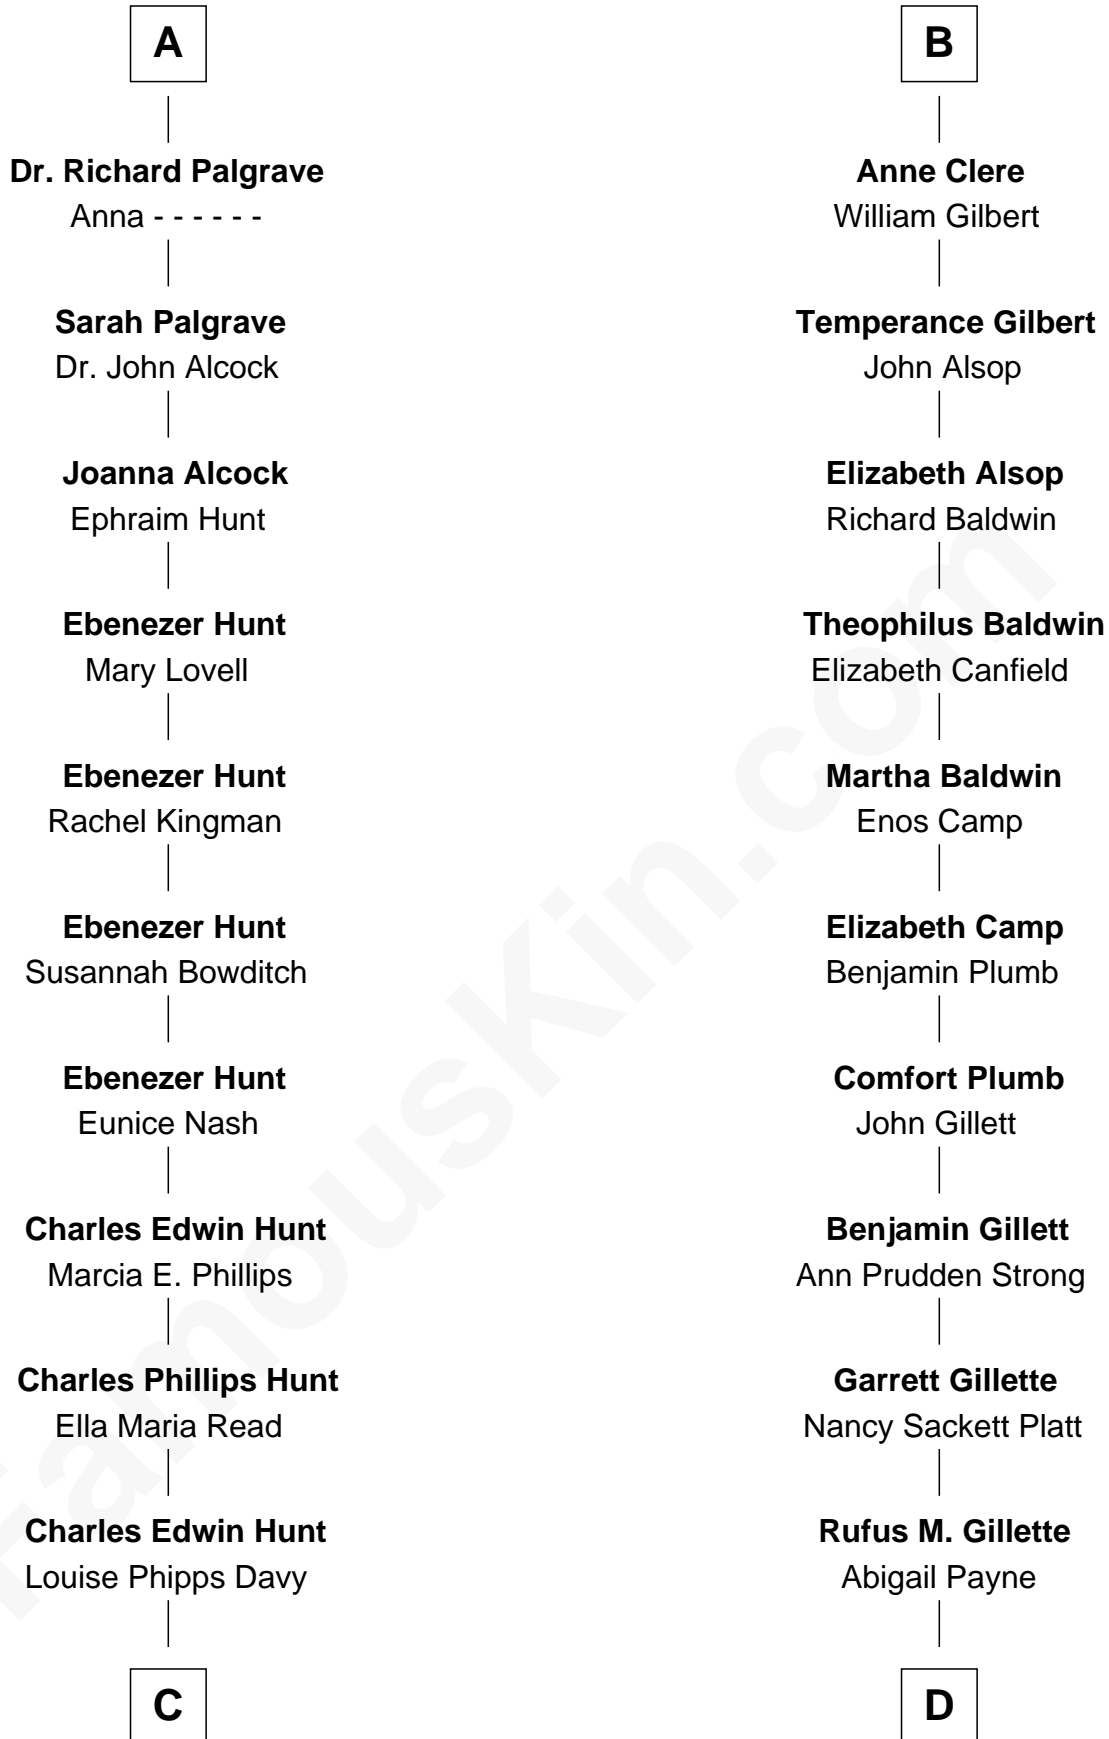 A
Dr. Richard Palgrave
Anna - - - - - -
Sarah Palgrave
Dr. John Alcock
Joanna Alcock
Ephraim Hunt
Ebenezer Hunt
Mary Lovell
Ebenezer Hunt
Rachel Kingman
Ebenezer Hunt
Susannah Bowditch
Ebenezer Hunt
Eunice Nash
Charles Edwin Hunt
Marcia E. Phillips
Charles Phillips Hunt
Ella Maria Read
Charles Edwin Hunt
Louise Phipps Davy
C
B
Anne Clere
William Gilbert
Temperance Gilbert
John Alsop
Elizabeth Alsop
Richard Baldwin
Theophilus Baldwin
Elizabeth Canfield
Martha Baldwin
Enos Camp
Elizabeth Camp
Benjamin Plumb
Comfort Plumb
John Gillett
Benjamin Gillett
Ann Prudden Strong
Garrett Gillette
Nancy Sackett Platt
Rufus M. Gillette
Abigail Payne
D
FamousKin.com